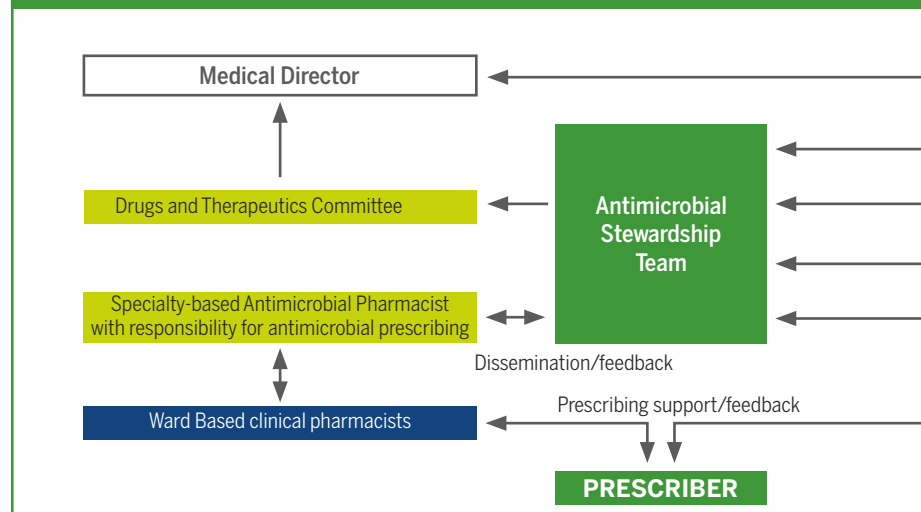 Medical Director
Drugs and Therapeutics Committee
Antimicrobial
Stewardship
Team
Specialty-based Antimicrobial Pharmacist
with responsibility for antimicrobial prescribing
Dissemination/feedback
Prescribing support/feedback
Ward Based clinical pharmacists
PRESCRIBER